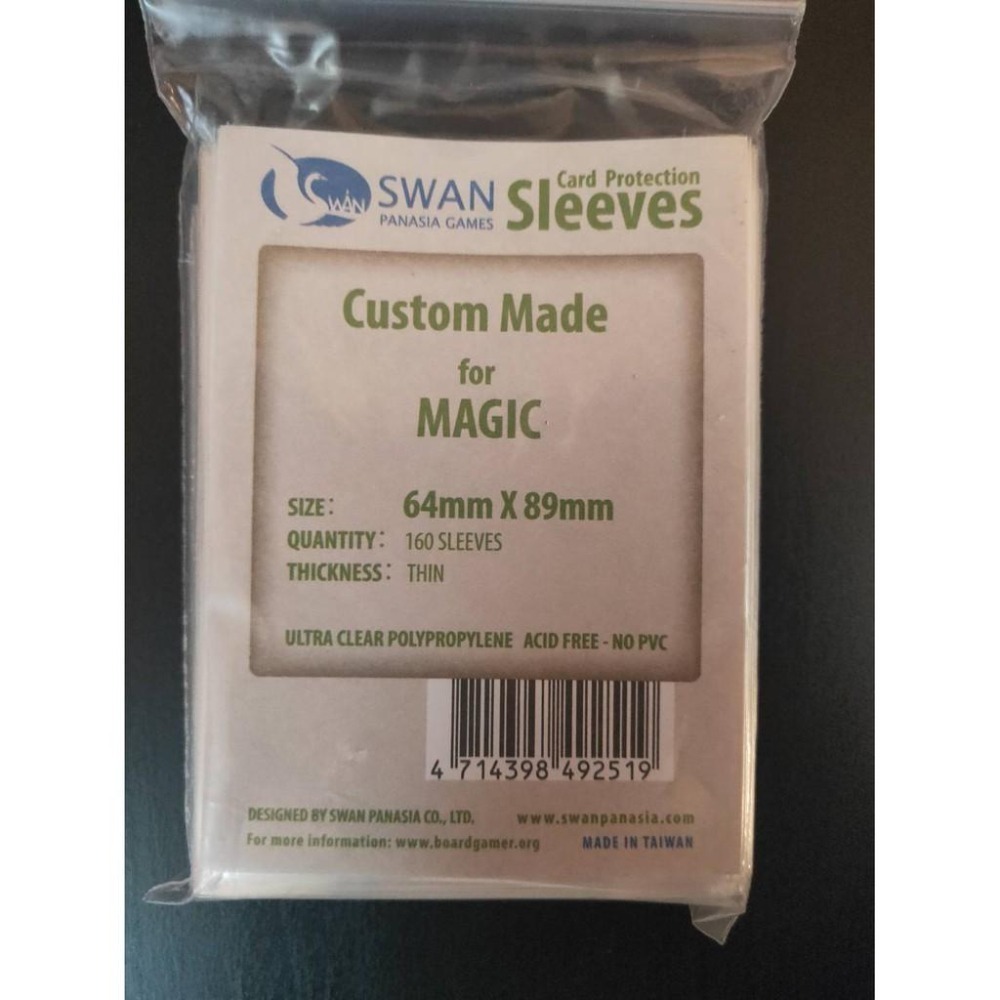 SWAN
SWAN
PANASIA GAMES
Card Protection
Sleeves
Custom Made
for
MAGIC
SIZE: 64mm X 89mm
QUANTITY: 160 SLEEVES
THICKNESS: THIN
ULTRA CLEAR POLYPROPYLENE ACID FREE - NO PVC
4 714398 492519
DESIGNED BY SWAN PANASIA CO., LTD. www.swanpanasia.com
For more information: www.boardgamer.org MADE IN TAIWAN